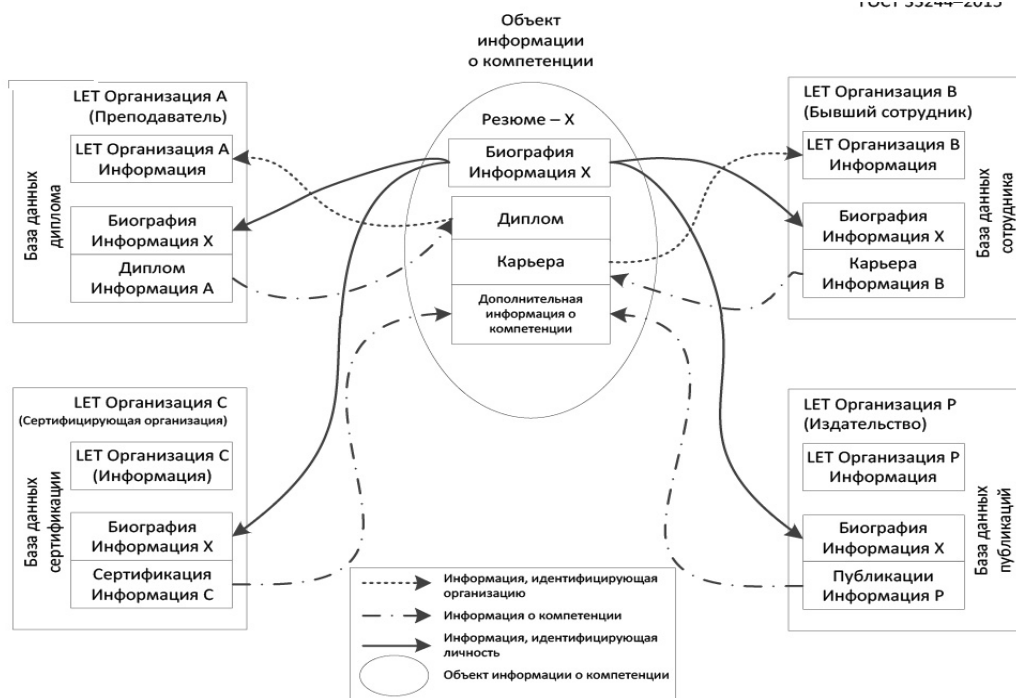 ГОСТ 33244–2015
Объект
информации
о компетенции
LET Организация A
(Преподаватель)
LET Организация A
Информация
База данных
диплома
Биография
Информация X
Диплом
Информация A
Резюме – X
Биография
Информация X
Диплом
Карьера
Дополнительная
информация о
компетенции
LET Организация B
(Бывший сотрудник)
LET Организация B
Информация
Биография
Информация X
Карьера
Информация B
База данных
сотрудника
LET Организация C
(Сертифицирующая организация)
LET Организация C
(Информация)
База данных
сертификации
Биография
Информация X
Сертификация
Информация C
LET Организация P
(Издательство)
LET Организация P
Информация
Биография
Информация X
Публикации
Информация P
База данных
публикаций
Информация, идентифицирующая
организацию
Информация о компетенции
Информация, идентифицирующая
личность
Объект информации о компетенции